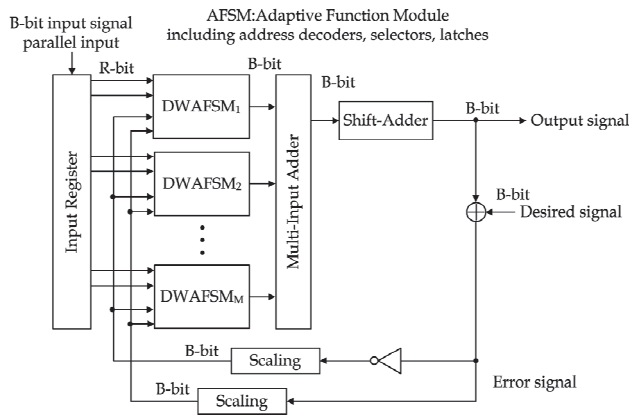 AFSM:Adaptive Function Module
including address decoders, selectors, latches
B-bit input signal
parallel input
R-bit
B-bit
B-bit
B-bit
Input Register
DWAFSM1
DWAFSM2
DWAFSMM
Multi-Input Adder
Shift-Adder
Output signal
B-bit
Desired signal
B-bit
Scaling
B-bit
Scaling
Error signal